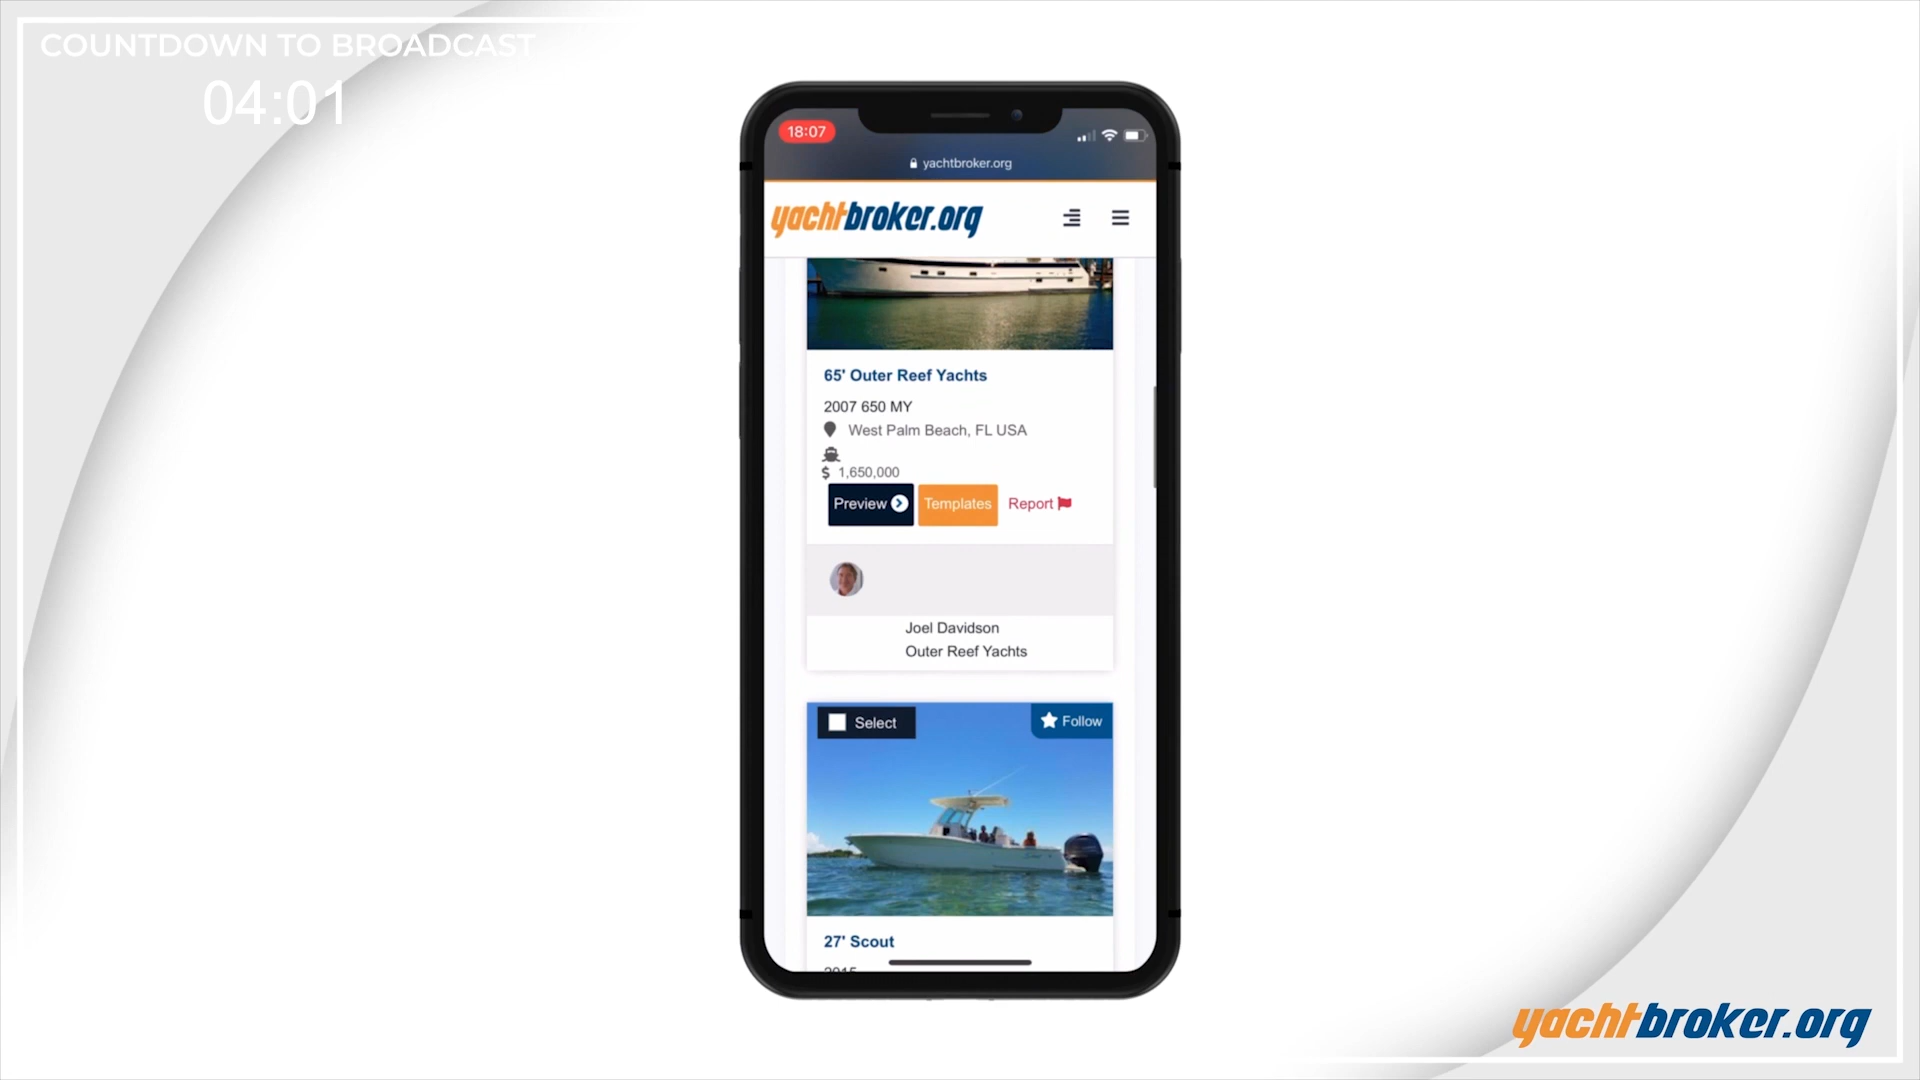 COUNTDOWN TO BROADCAST
04:01
18:07
yachtbroker.org
yachtbroker.org
65' Outer Reef Yachts
2007 650 MY
West Palm Beach, FL USA
$ 1,650,000
Preview
Templates
Report
Joel Davidson
Outer Reef Yachts
Select
Follow
27' Scout
2015
yachtbroker.org